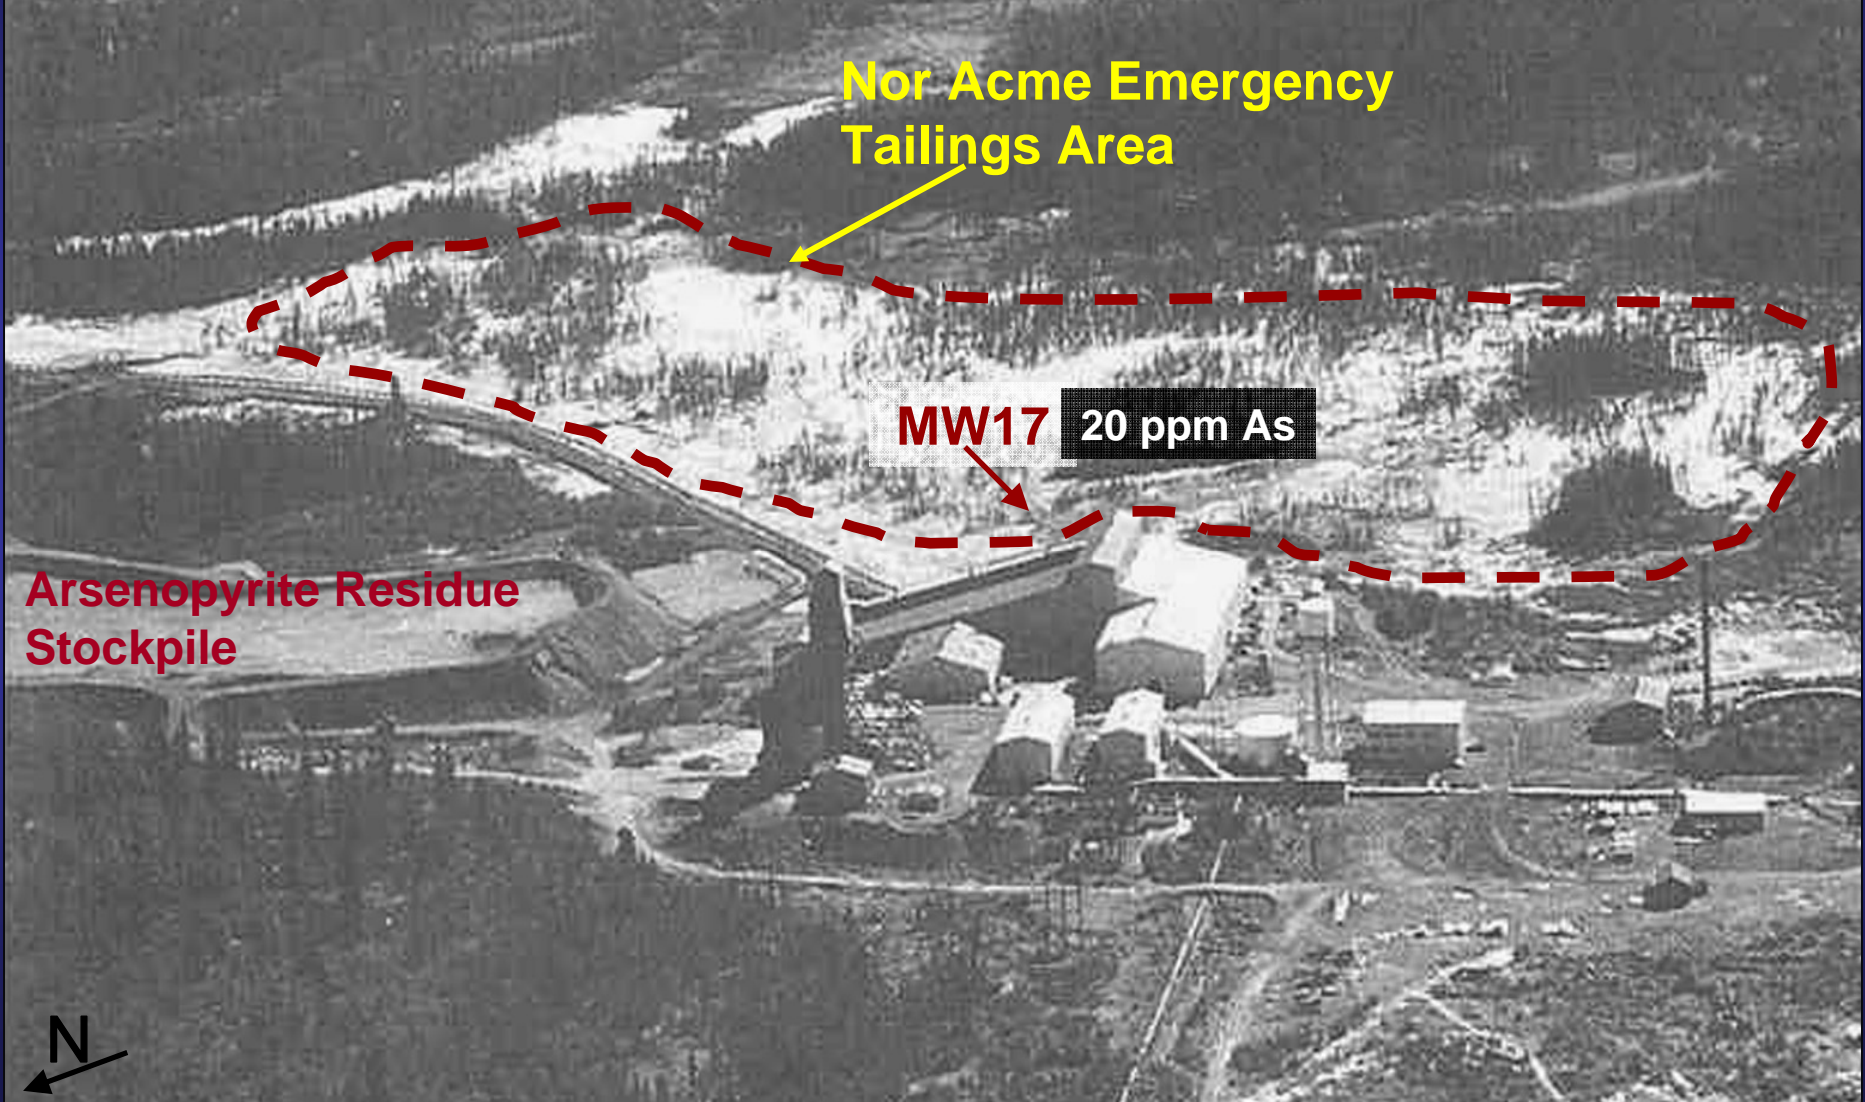 Nor Acme Emergency
Tailings Area
MW17
20 ppm As
Arsenopyrite Residue
Stockpile
N